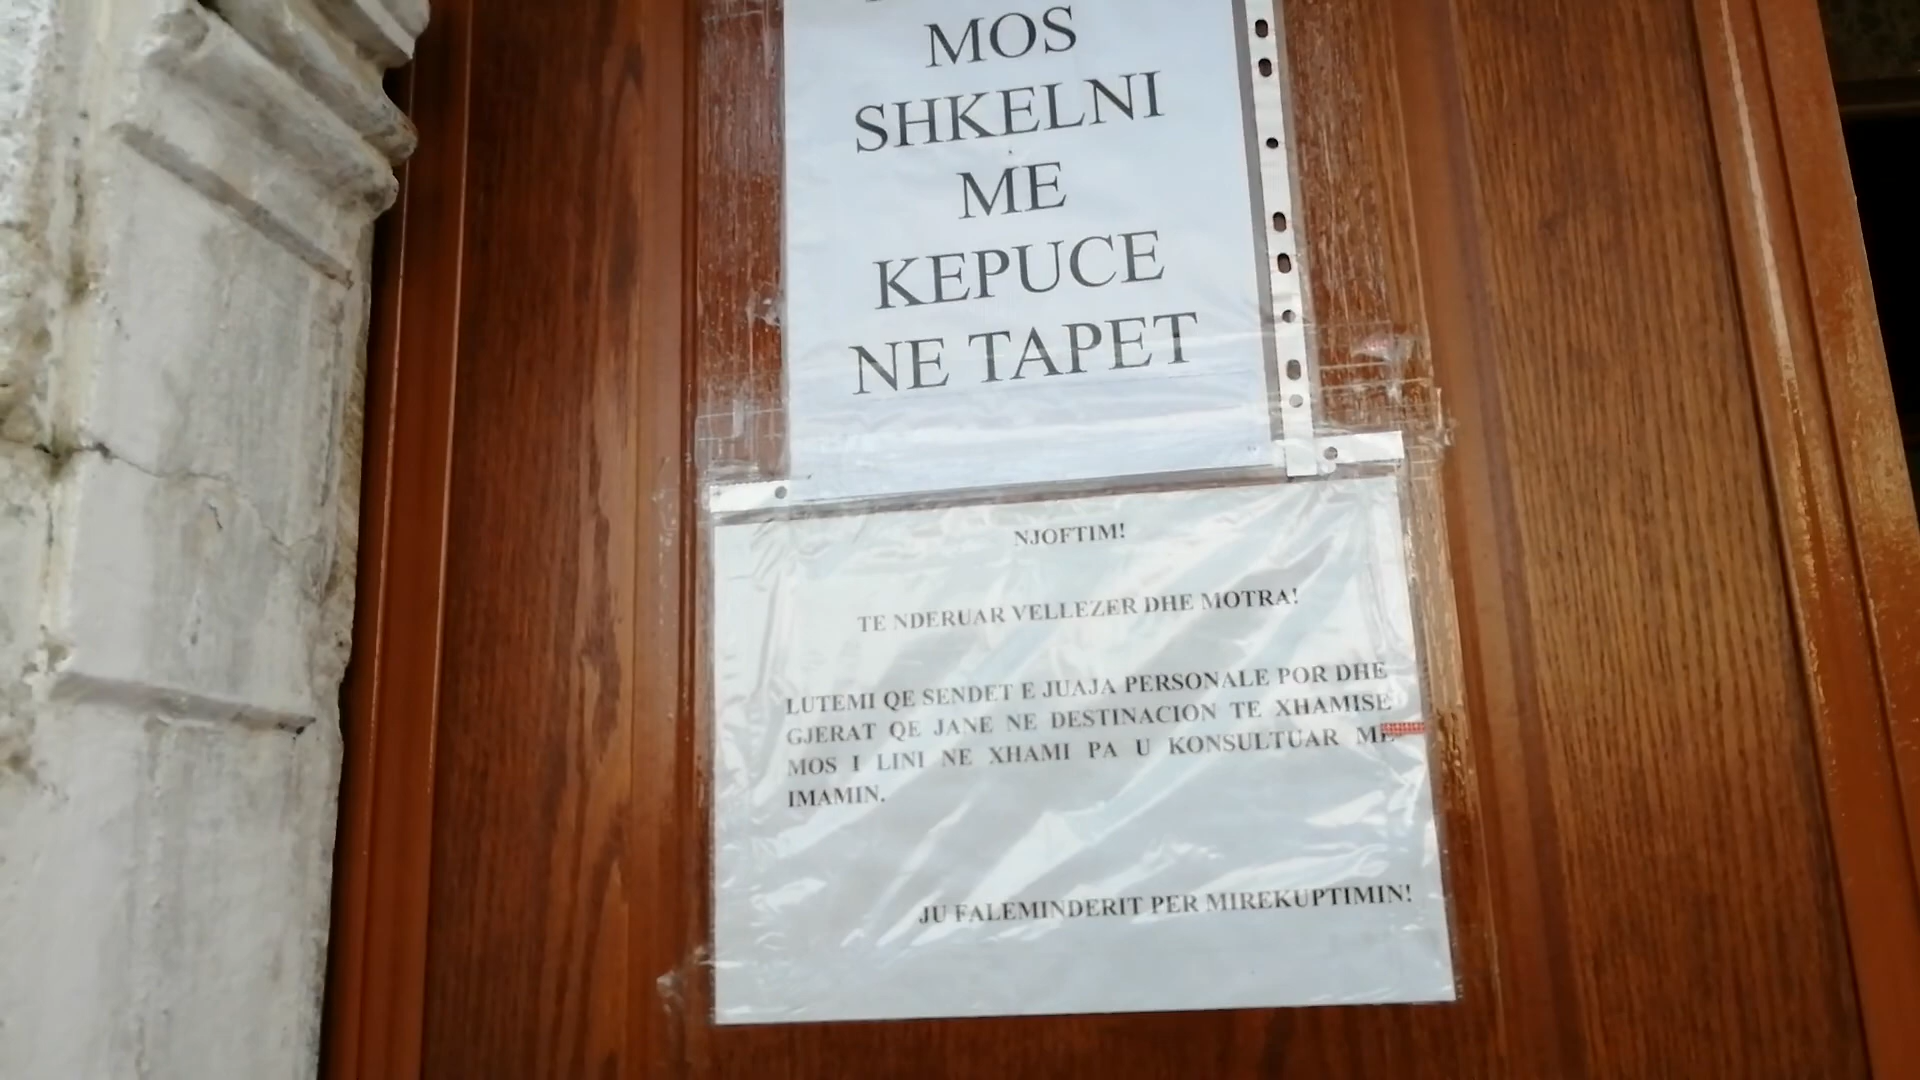 MOS
SHKELNI
ME
KEPUCE
NE TAPET
NJOFTIM!
TE NDERUAR VELLEZER DHE MOTRA!
LUTEMI QE SENDET E JUAJA PERSONALE POR DHE
GJERAT QE JANE NE DESTINACION TE XHAMISE
MOS I LINI NE XHAMI PA U KONSULTUAR ME
IMAMIN.
JU FALEMINDERIT PER MIREKUPTIMIN!